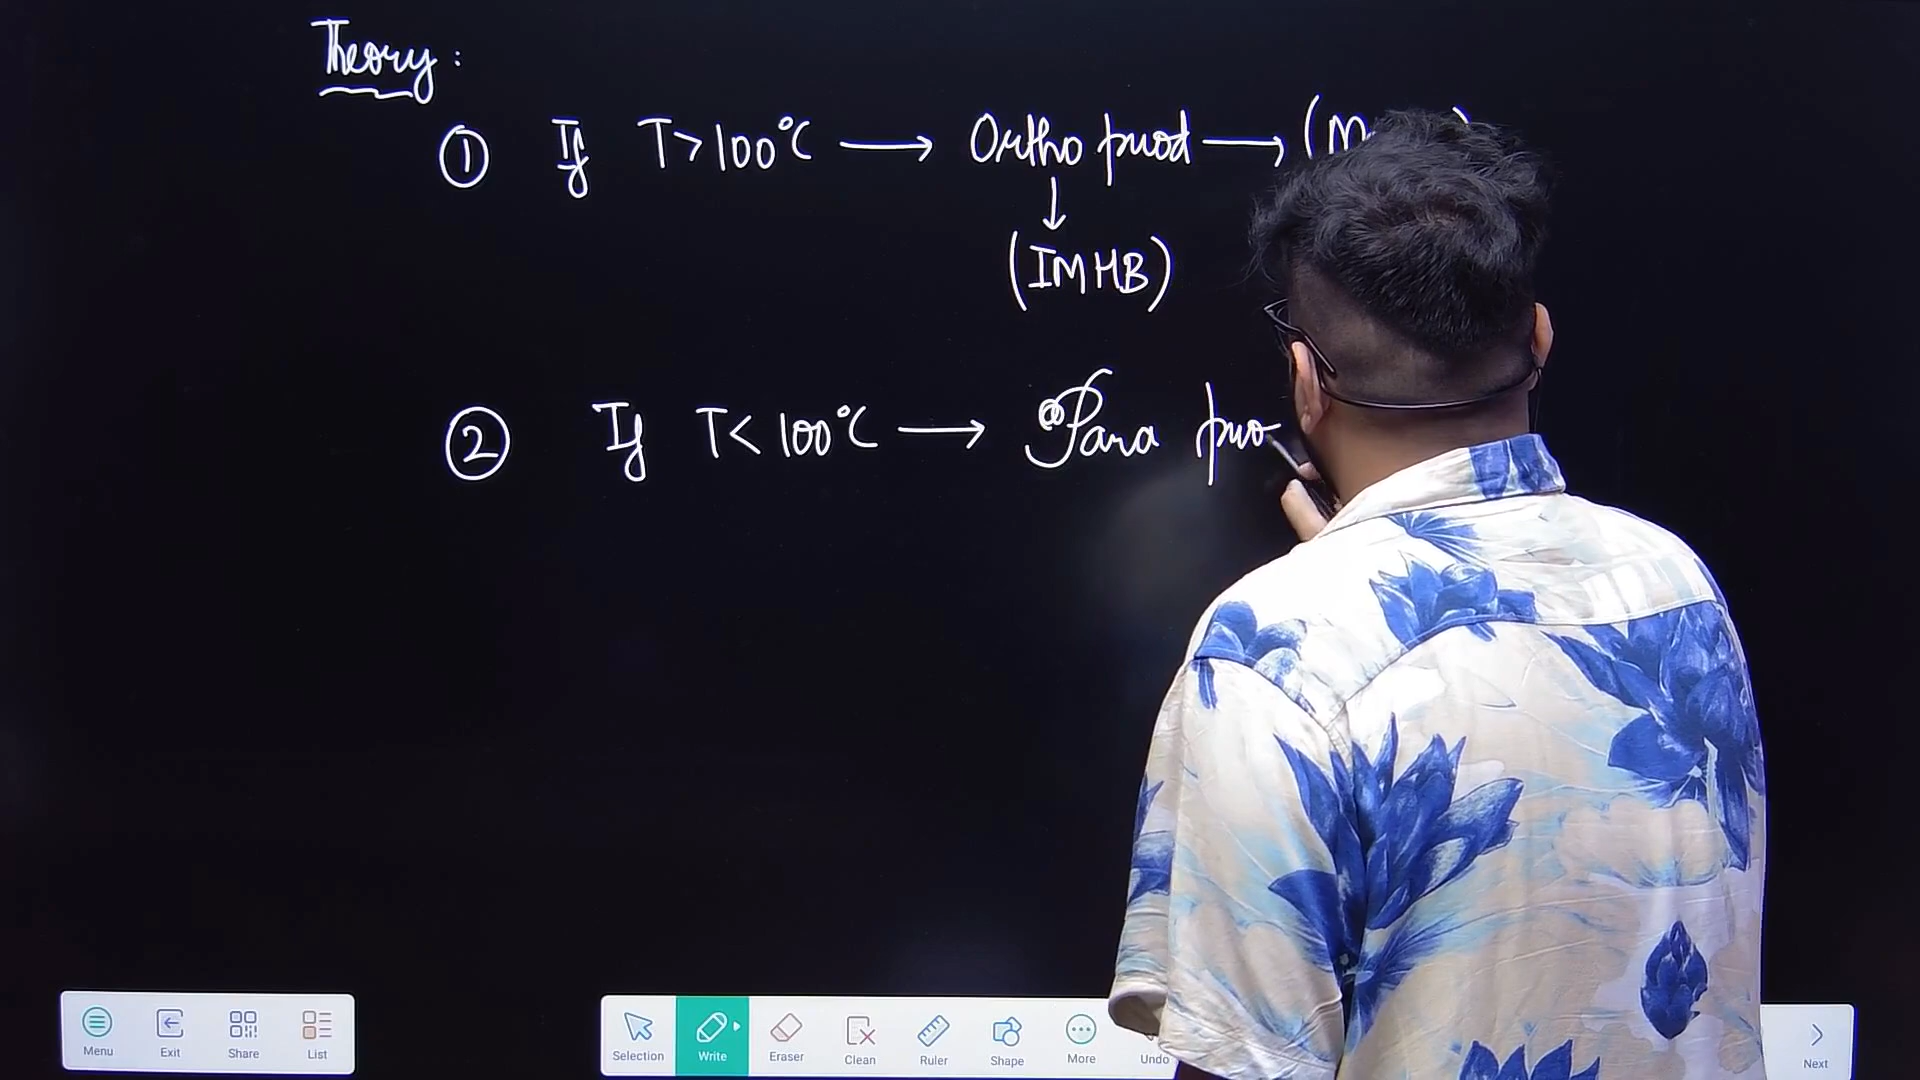 Theory :
① If T > 100°C → Ortho prod → (M
↓
(IMHB)
② If T < 100°C → Para pro
Menu Exit Share List Selection Write Eraser Clean Ruler Shape More Undo Next